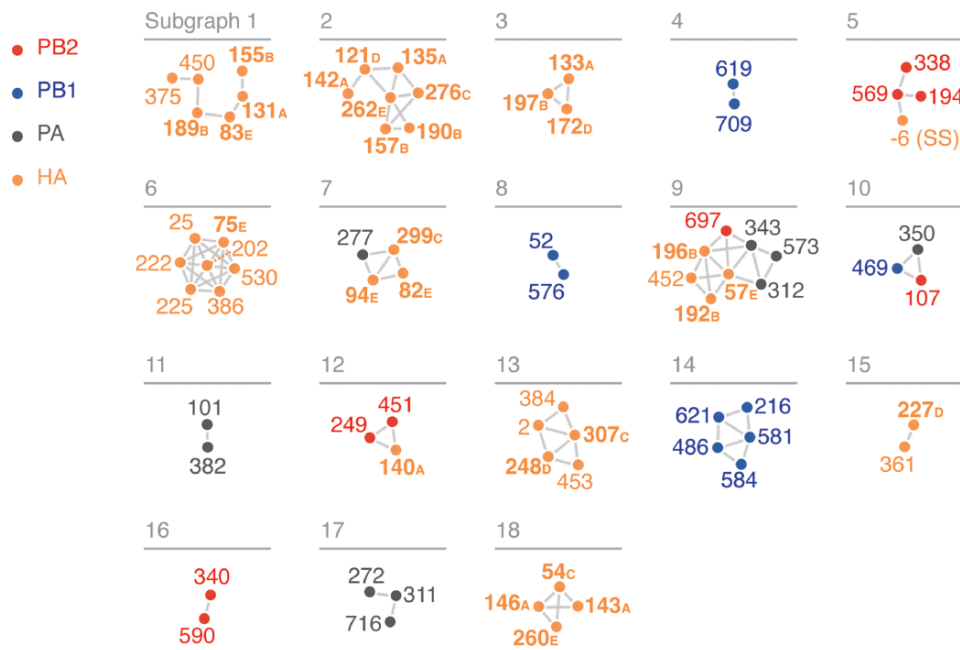 PB2
PB1
PA
HA
Subgraph 1
450
155B
375
131A
189B
83E
2
121D
135A
142A
276C
262E
190B
157B
3
133A
197B
172D
4
619
709
5
338
569
194
-6 (SS)
6
25
75E
202
222
530
225
386
7
277
299C
94E
82E
8
52
576
9
697
343
196B
573
452
57E
312
192B
10
350
469
107
11
101
382
12
451
249
140A
13
384
2
307C
248D
453
14
621
216
486
581
584
15
227D
361
16
340
590
17
272
311
716
18
54C
146A
143A
260E